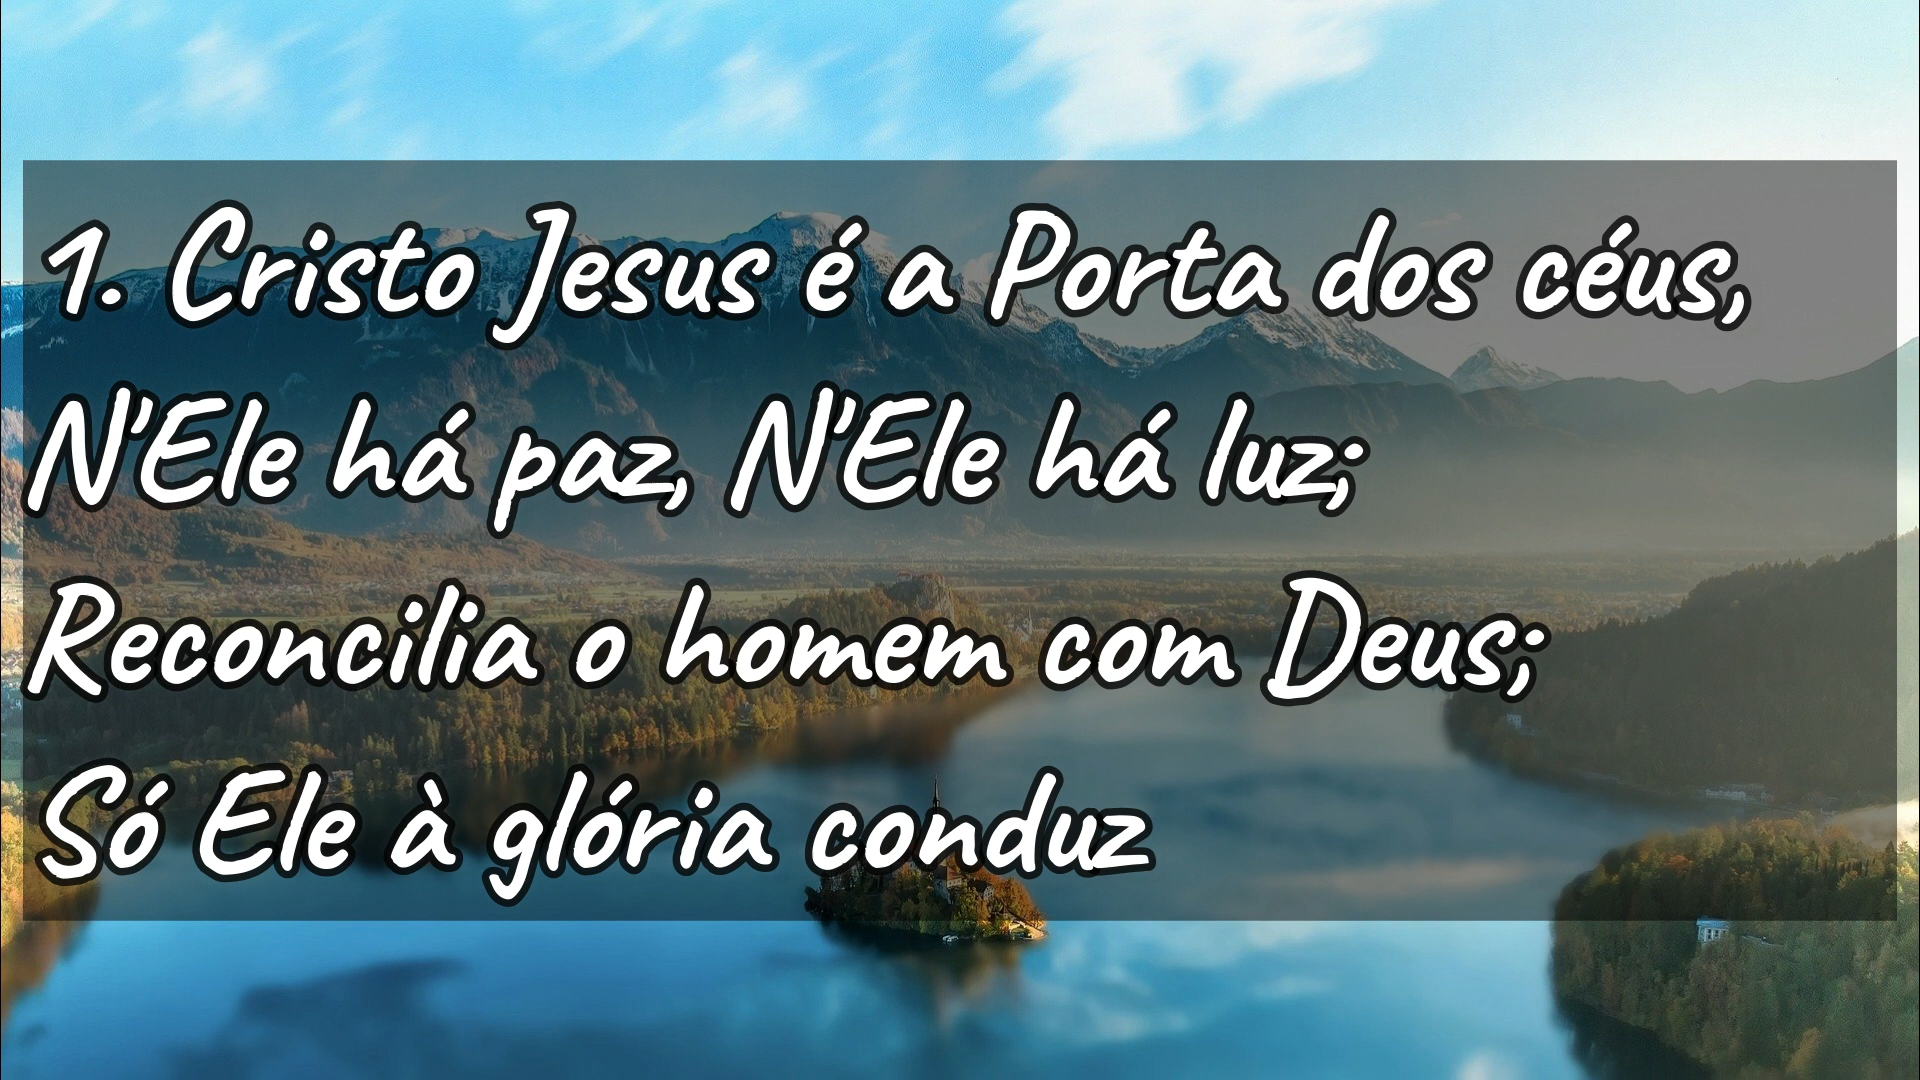 1. Cristo Jesus é a Porta dos céus,
N'Ele há paz, N'Ele há luz;
Reconcilia o homem com Deus;
Só Ele à glória conduz